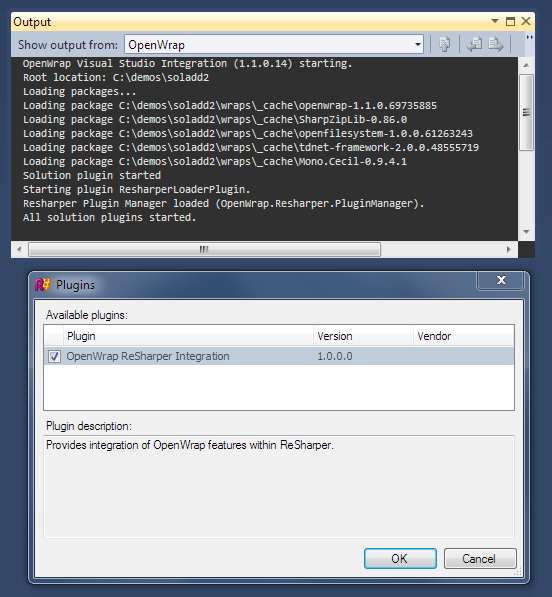 Output
Show output from: OpenWrap
OpenWrap Visual Studio Integration (1.1.0.14) starting.
Root location: C:\demos\soladd2
Loading packages...
Loading package C:\demos\soladd2\wraps\_cache\openwrap-1.1.0.69735885
Loading package C:\demos\soladd2\wraps\_cache\SharpZipLib-0.86.0
Loading package C:\demos\soladd2\wraps\_cache\openfilesystem-1.0.0.61263243
Loading package C:\demos\soladd2\wraps\_cache\tdnet-framework-2.0.0.48555719
Loading package C:\demos\soladd2\wraps\_cache\Mono.Cecil-0.9.4.1
Solution plugin started
Starting plugin ResharperLoaderPlugin.
Resharper Plugin Manager loaded (OpenWrap.Resharper.PluginManager).
All solution plugins started.
Plugins
Available plugins:
Plugin Version Vendor
OpenWrap ReSharper Integration 1.0.0.0
Plugin description:
Provides integration of OpenWrap features within ReSharper.
OK Cancel